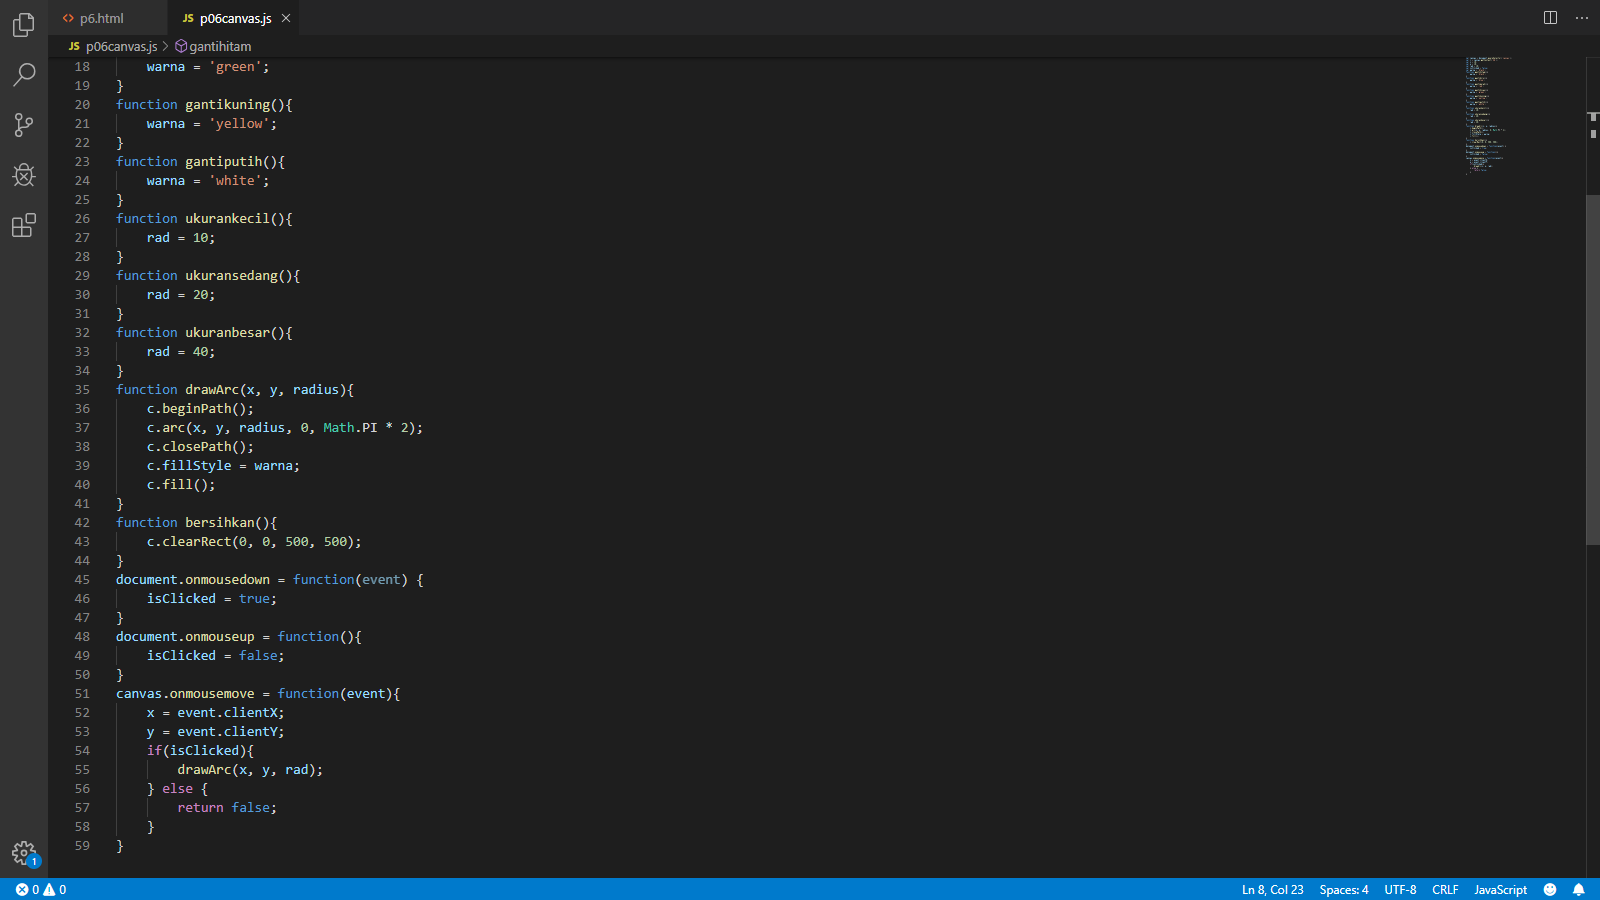 <> p6.html
JS p06canvas.js ×
···
JS p06canvas.js > gantihitam
18 warna = 'green';
19 }
20 function gantikuning(){
21 warna = 'yellow';
22 }
23 function gantiputih(){
24 warna = 'white';
25 }
26 function ukurankecil(){
27 rad = 10;
28 }
29 function ukuransedang(){
30 rad = 20;
31 }
32 function ukuranbesar(){
33 rad = 40;
34 }
35 function drawArc(x, y, radius){
36 c.beginPath();
37 c.arc(x, y, radius, 0, Math.PI * 2);
38 c.closePath();
39 c.fillStyle = warna;
40 c.fill();
41 }
42 function bersihkan(){
43 c.clearRect(0, 0, 500, 500);
44 }
45 document.onmousedown = function(event) {
46 isClicked = true;
47 }
48 document.onmouseup = function(){
49 isClicked = false;
50 }
51 canvas.onmousemove = function(event){
52 x = event.clientX;
53 y = event.clientY;
54 if(isClicked){
55 drawArc(x, y, rad);
56 } else {
57 return false;
58 }
59 }
1
0 0
Ln 8, Col 23 Spaces: 4 UTF-8 CRLF JavaScript